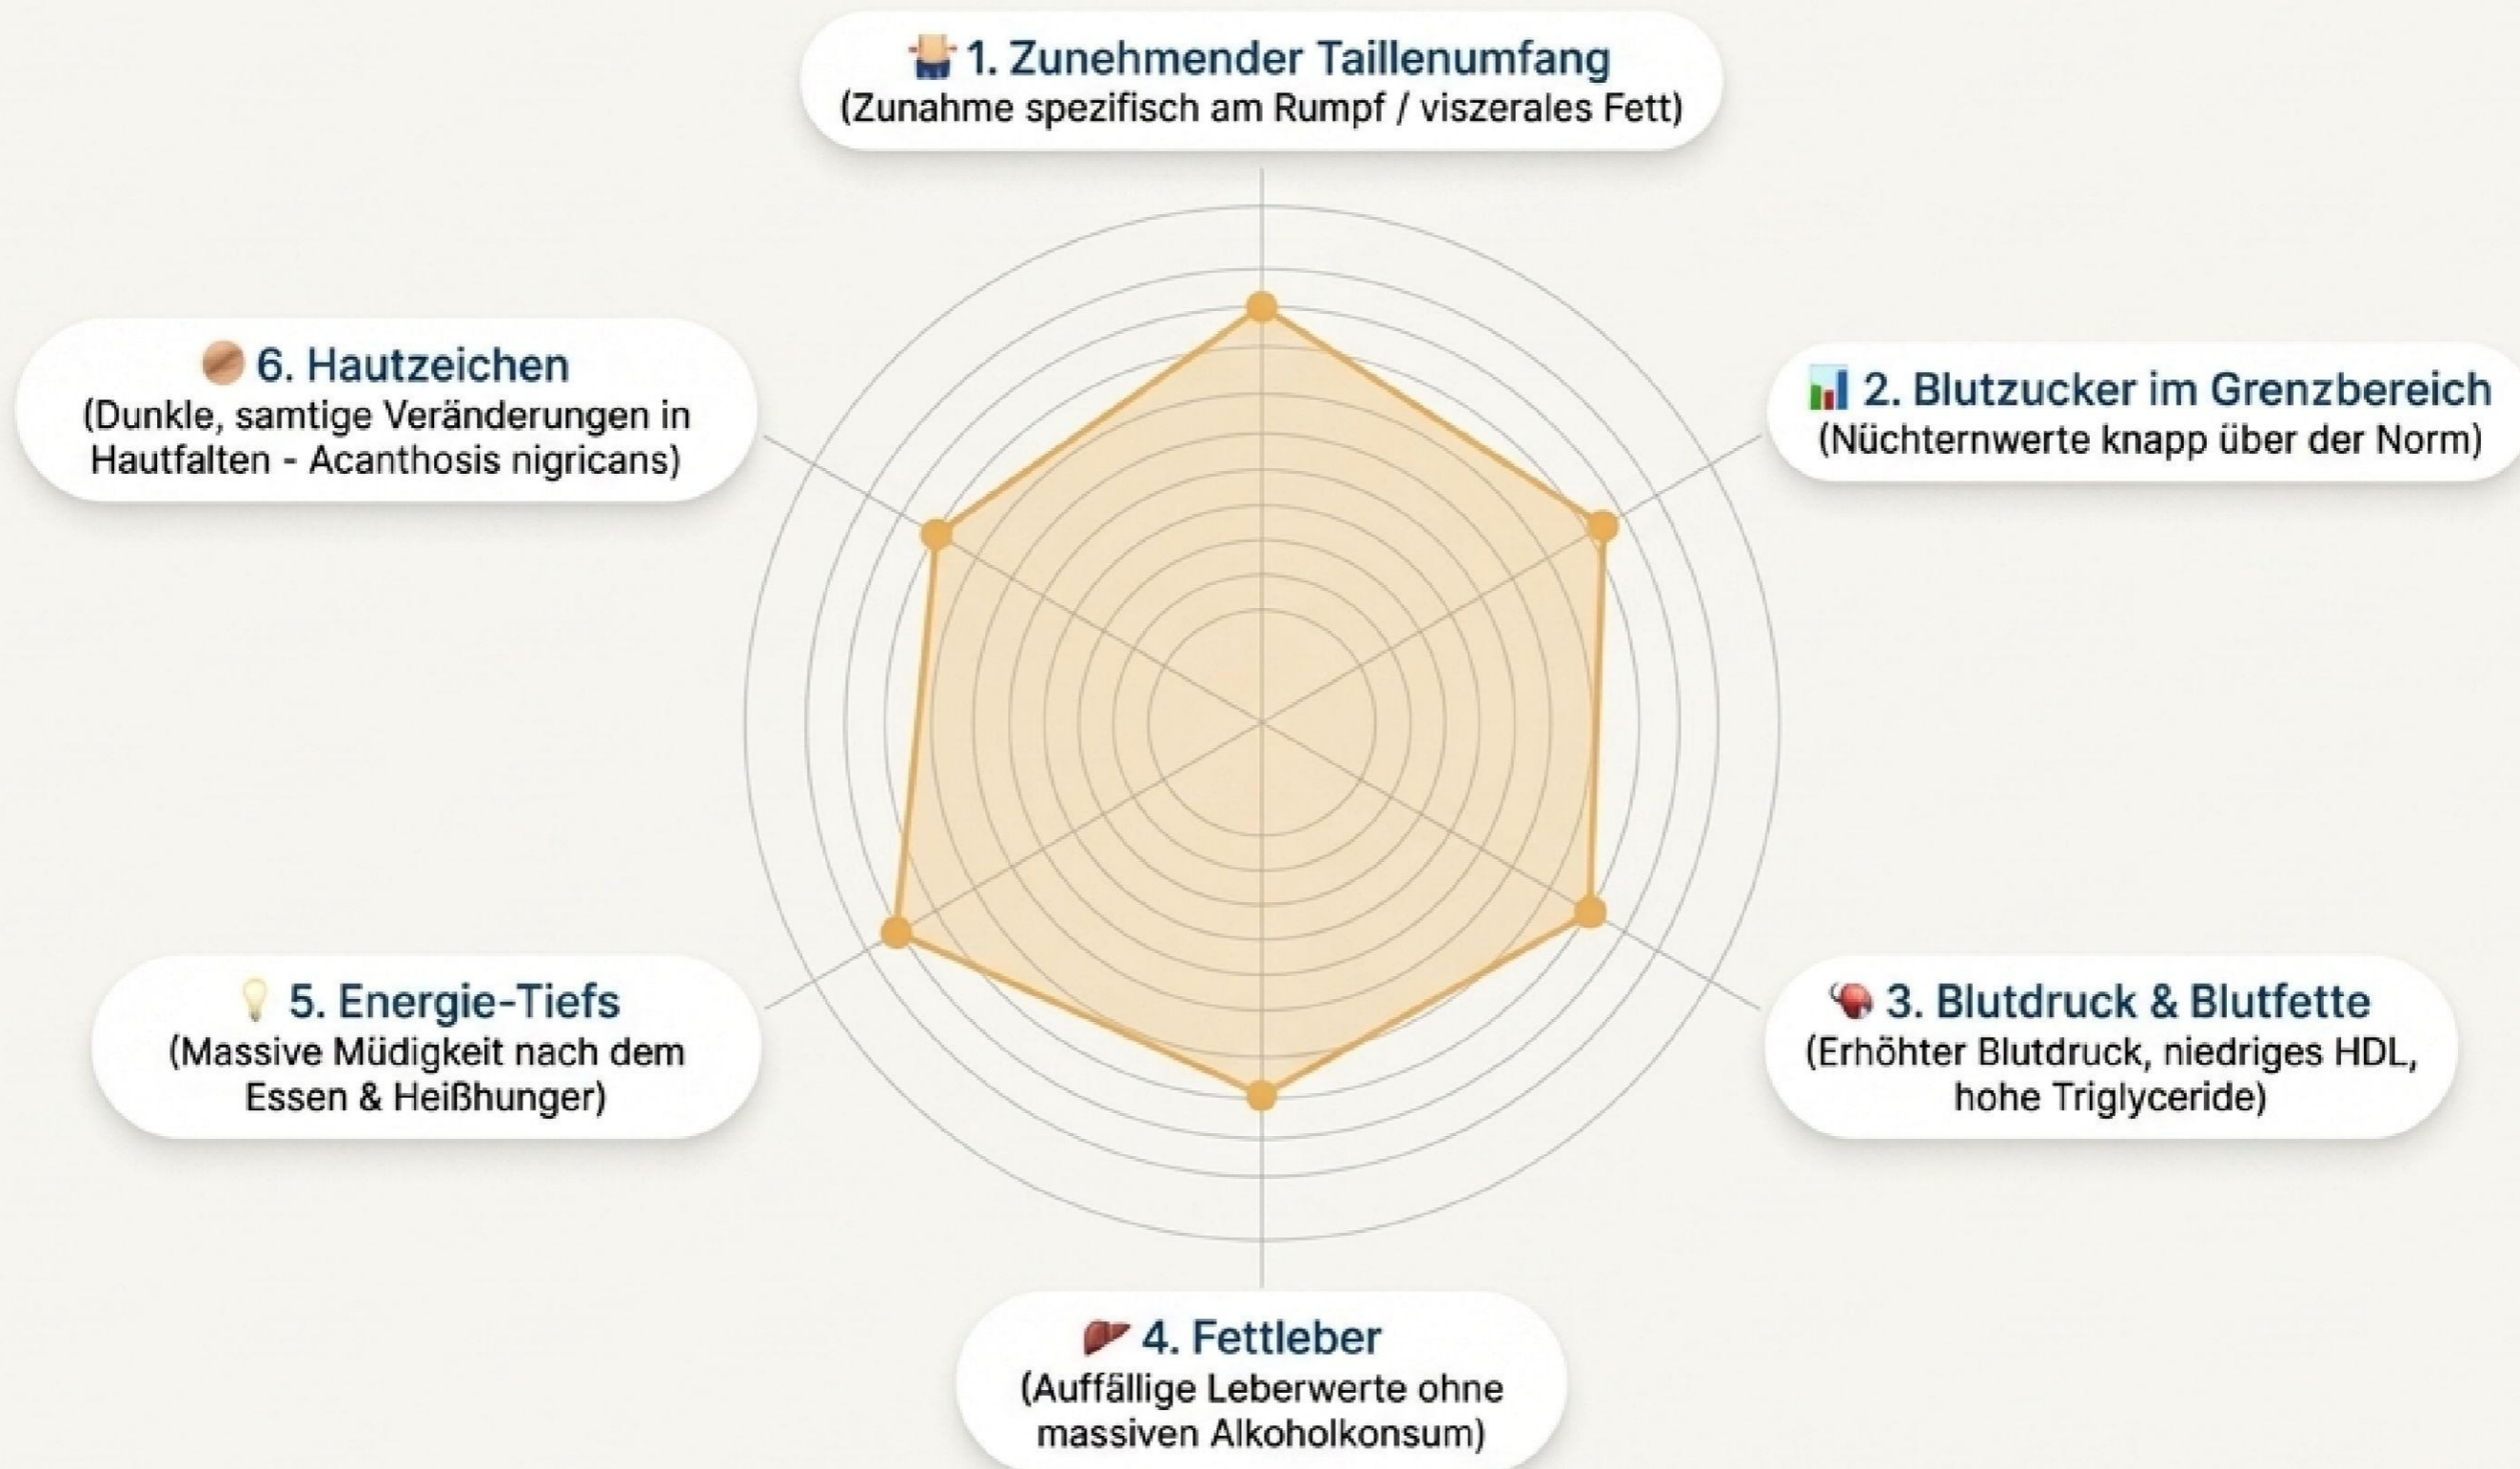 1. Zunehmender Taillenumfang
(Zunahme spezifisch am Rumpf / viszerales Fett)
2. Blutzucker im Grenzbereich
(Nüchternwerte knapp über der Norm)
3. Blutdruck & Blutfette
(Erhöhter Blutdruck, niedriges HDL,
hohe Triglyceride)
4. Fettleber
(Auffällige Leberwerte ohne
massiven Alkoholkonsum)
5. Energie-Tiefs
(Massive Müdigkeit nach dem
Essen & Heißhunger)
6. Hautzeichen
(Dunkle, samtige Veränderungen in
Hautfalten - Acanthosis nigricans)